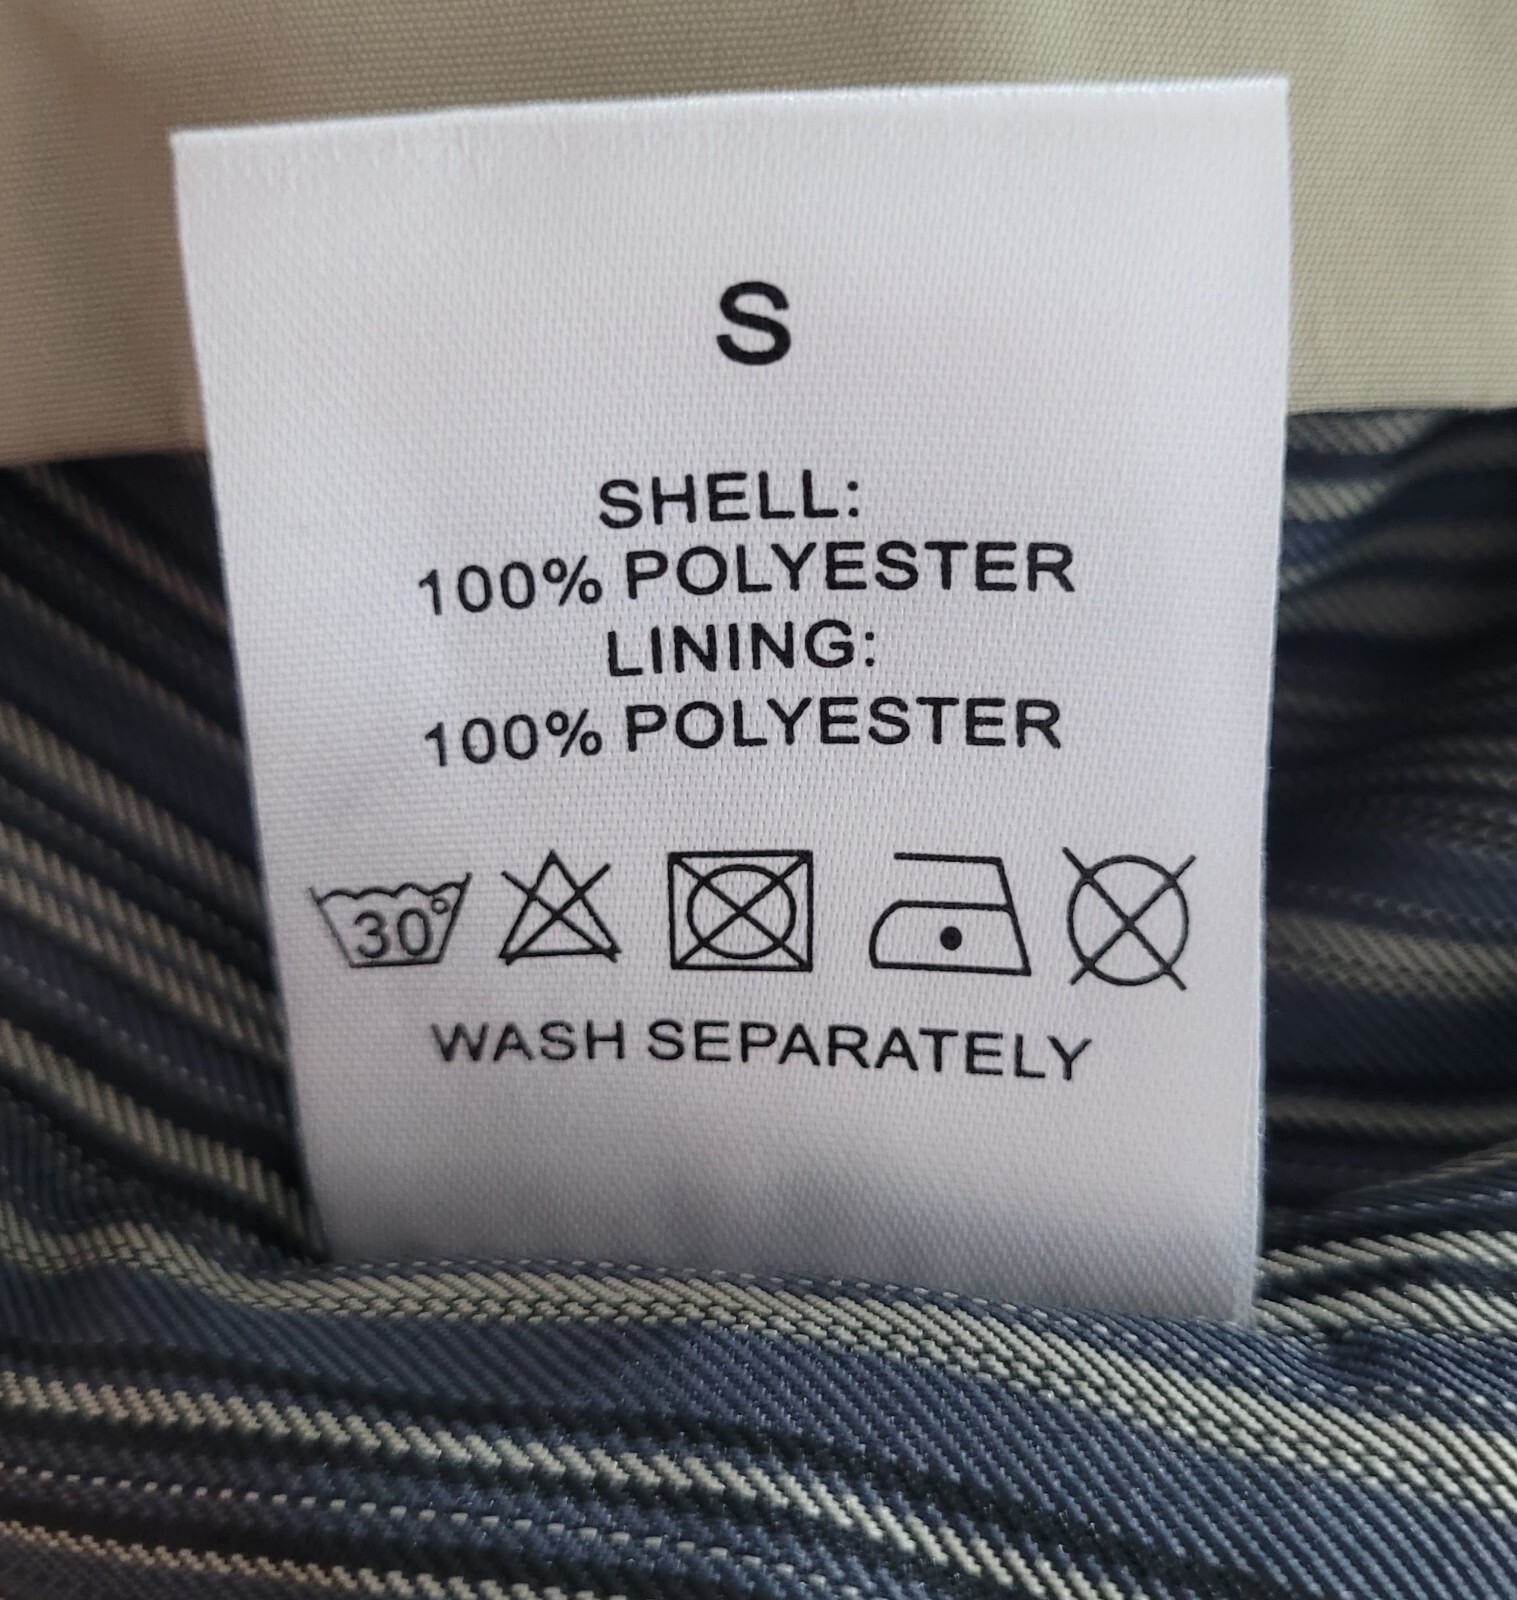 S
SHELL:
100% POLYESTER
LINING:
100% POLYESTER
30°
WASH SEPARATELY